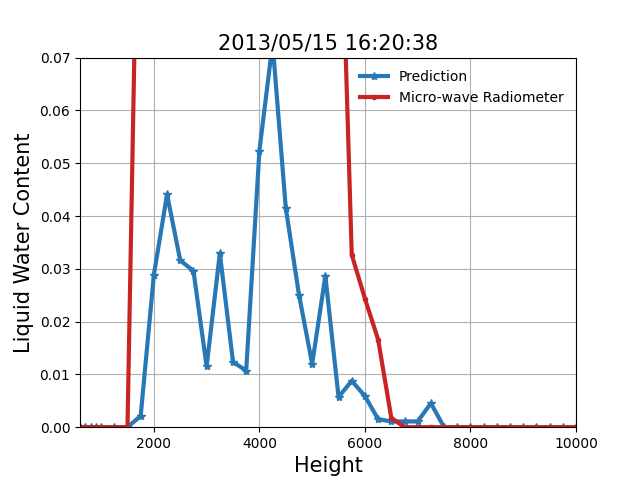 2013/05/15 16:20:38
0.07
0.06
0.05
0.04
0.03
0.02
0.01
0.00
Liquid Water Content
Prediction
Micro-wave Radiometer
2000 4000 6000 8000 10000
Height